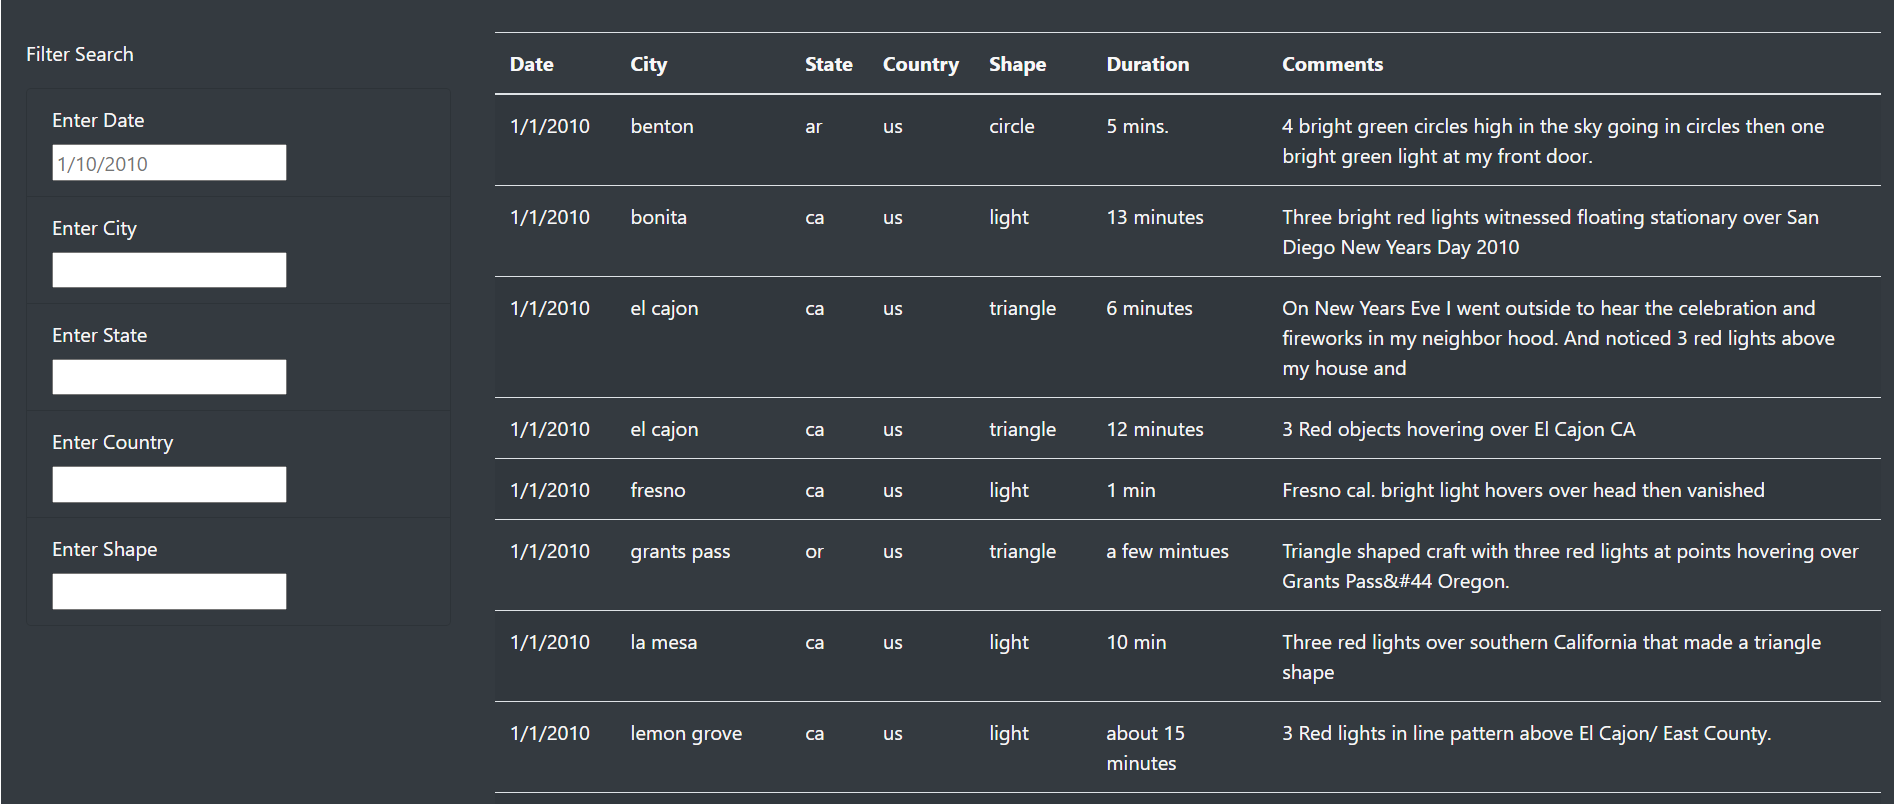 Filter Search
Enter Date
1/10/2010
Enter City
Enter State
Enter Country
Enter Shape
Date City State Country Shape Duration Comments
1/1/2010 benton ar us circle 5 mins. 4 bright green circles high in the sky going in circles then one
bright green light at my front door.
1/1/2010 bonita ca us light 13 minutes Three bright red lights witnessed floating stationary over San
Diego New Years Day 2010
1/1/2010 el cajon ca us triangle 6 minutes On New Years Eve I went outside to hear the celebration and
fireworks in my neighbor hood. And noticed 3 red lights above
my house and
1/1/2010 el cajon ca us triangle 12 minutes 3 Red objects hovering over El Cajon CA
1/1/2010 fresno ca us light 1 min Fresno cal. bright light hovers over head then vanished
1/1/2010 grants pass or us triangle a few mintues Triangle shaped craft with three red lights at points hovering over
Grants Pass&#44 Oregon.
1/1/2010 la mesa ca us light 10 min Three red lights over southern California that made a triangle
shape
1/1/2010 lemon grove ca us light about 15 3 Red lights in line pattern above El Cajon/ East County.
minutes